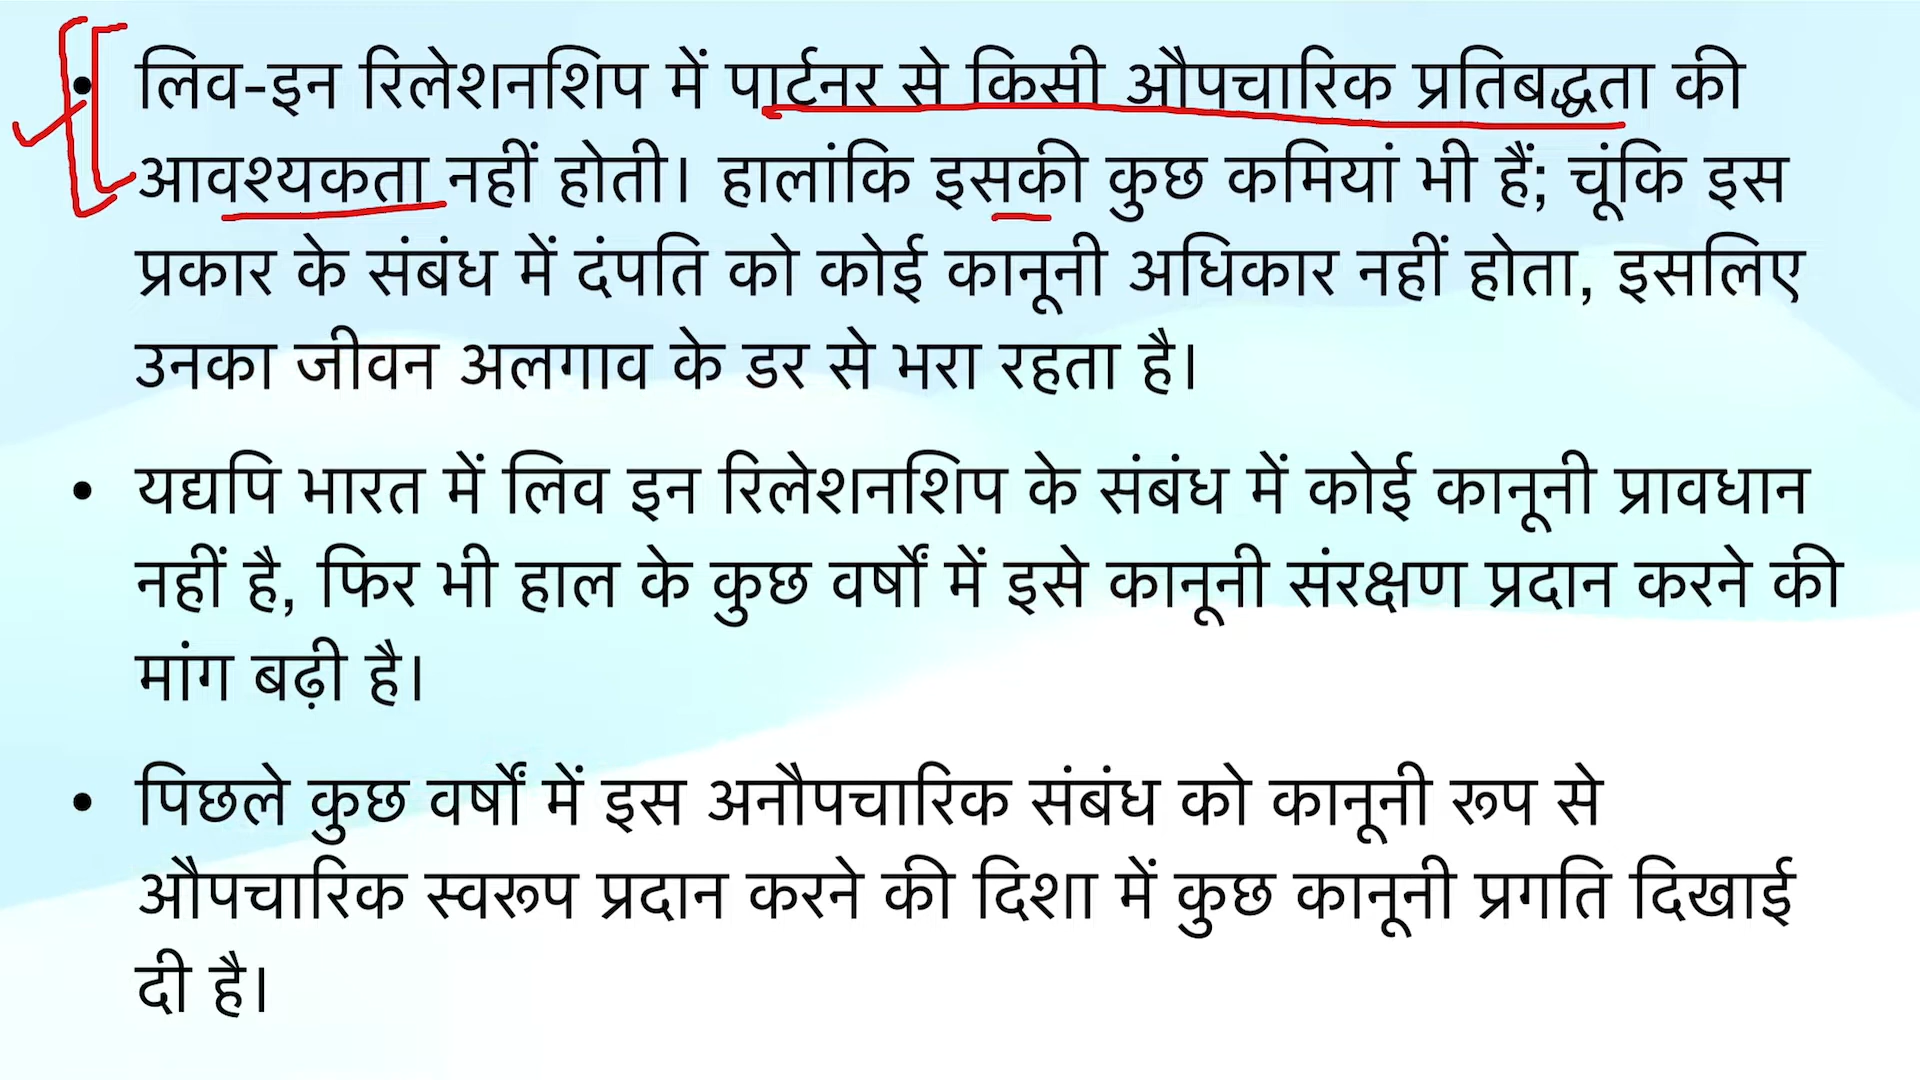 • लिव-इन रिलेशनशिप में पार्टनर से किसी औपचारिक प्रतिबद्धता की
आवश्यकता नहीं होती। हालांकि इसकी कुछ कमियां भी हैं; चूंकि इस
प्रकार के संबंध में दंपति को कोई कानूनी अधिकार नहीं होता, इसलिए
उनका जीवन अलगाव के डर से भरा रहता है।
• यद्यपि भारत में लिव इन रिलेशनशिप के संबंध में कोई कानूनी प्रावधान
नहीं है, फिर भी हाल के कुछ वर्षों में इसे कानूनी संरक्षण प्रदान करने की
मांग बढ़ी है।
• पिछले कुछ वर्षों में इस अनौपचारिक संबंध को कानूनी रूप से
औपचारिक स्वरूप प्रदान करने की दिशा में कुछ कानूनी प्रगति दिखाई
दी है।